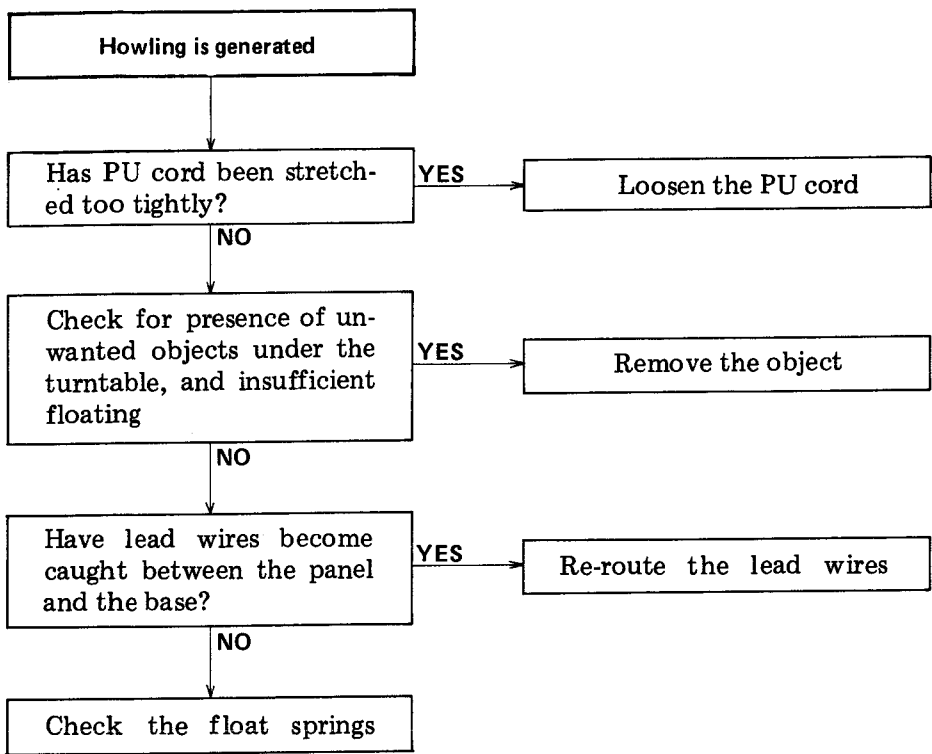 Howling is generated
Has PU cord been stretch-
ed too tightly?
YES
Loosen the PU cord
NO
Check for presence of un-
wanted objects under the
turntable, and insufficient
floating
YES
Remove the object
NO
Have lead wires become
caught between the panel
and the base?
YES
Re-route the lead wires
NO
Check the float springs